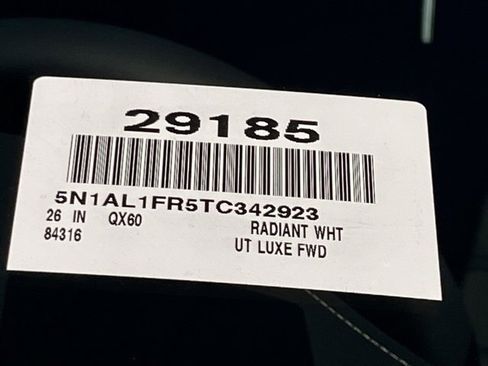 29185
5N1AL1FR5TC342923
26 IN QX60 RADIANT WHT
84316 UT LUXE FWD